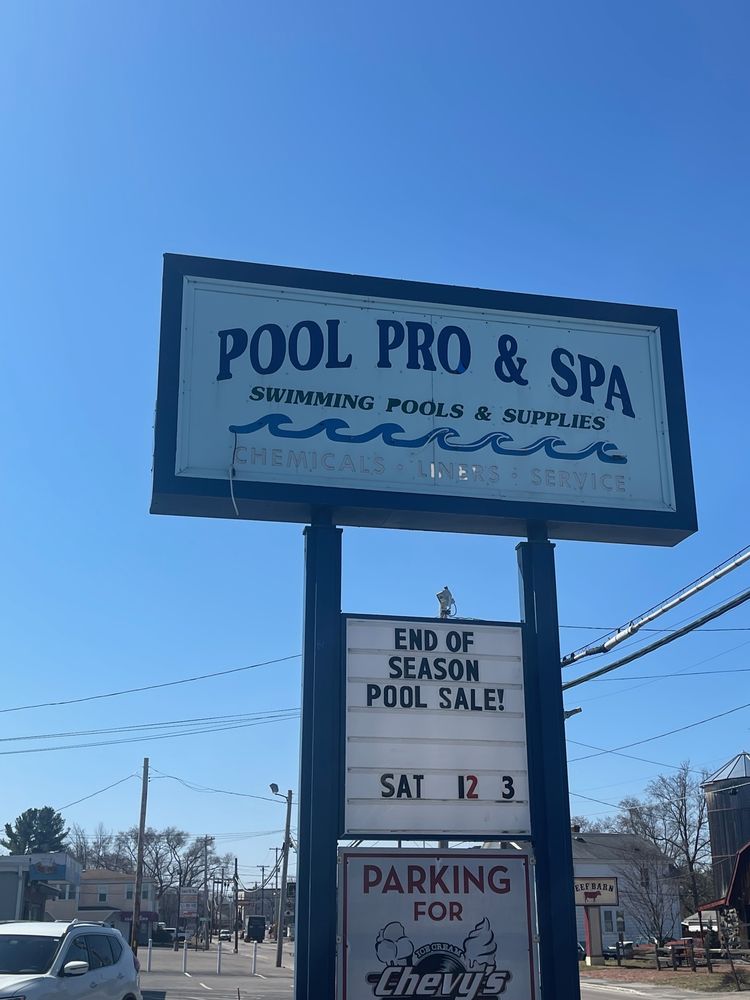 POOL PRO & SPA
SWIMMING POOLS & SUPPLIES
CHEMICALS · LINERS · SERVICE
END OF
SEASON
POOL SALE!
SAT 12 3
PARKING
FOR
ICE CREAM
Chevy's
EEF BARN